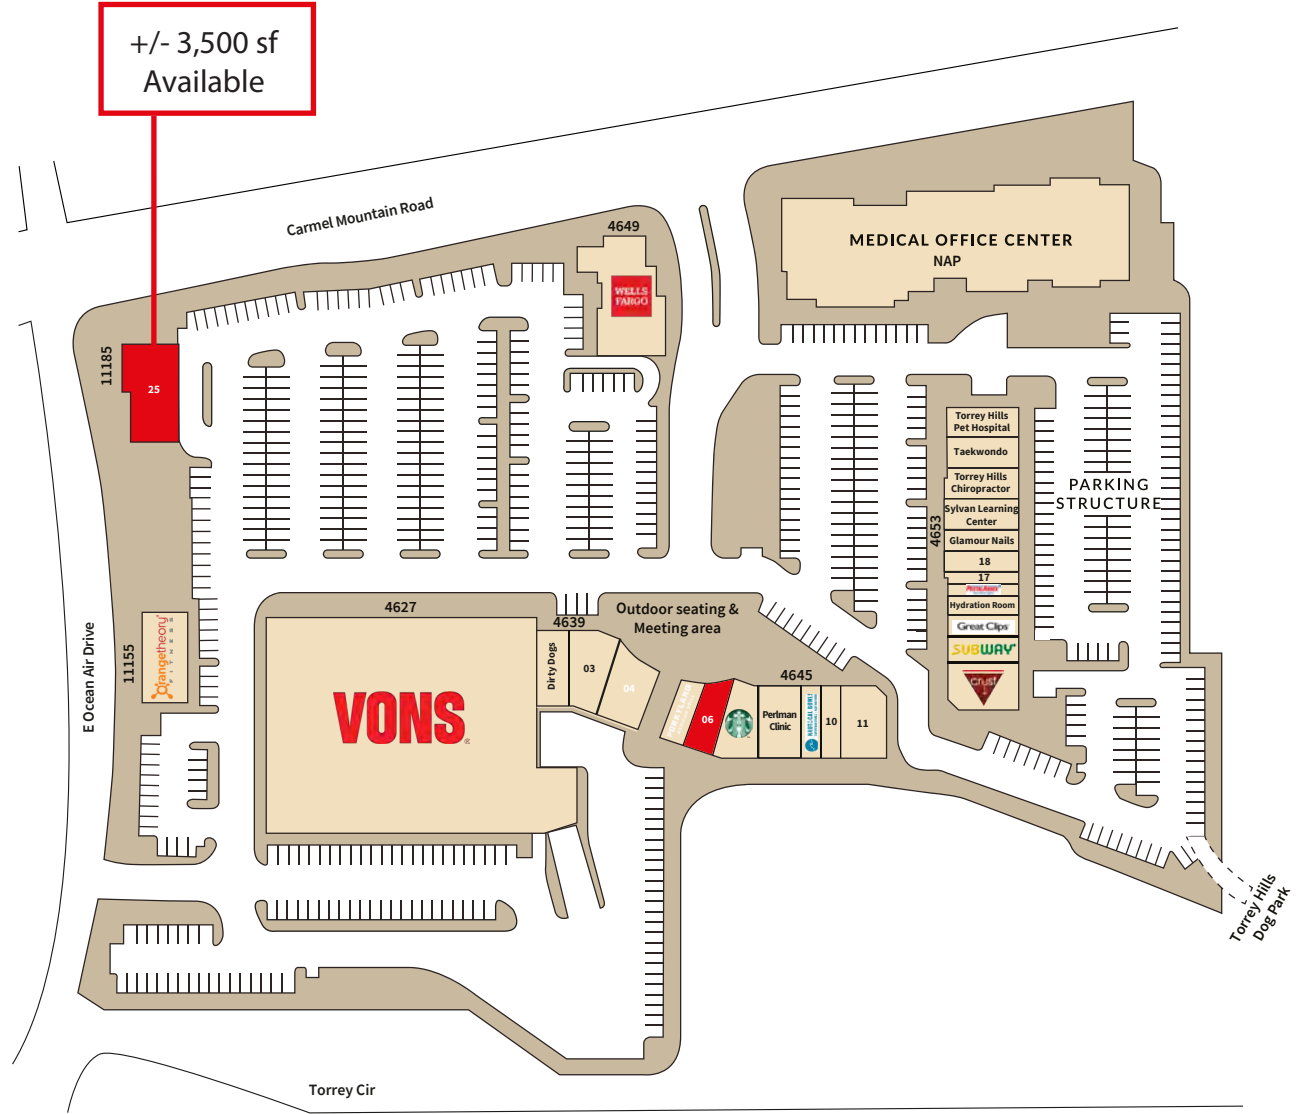 +/- 3,500 sf
Available
Carmel Mountain Road
4649
WELLS
FARGO
MEDICAL OFFICE CENTER
NAP
11185
25
Torrey Hills
Pet Hospital
Taekwondo
Torrey Hills
Chiropractor
Sylvan Learning
Center
Glamour Nails
18
17
Hydration Room
Great Clips
SUBWAY
crust
4653
PARKING
STRUCTURE
4627
4639
Outdoor seating &
Meeting area
E Ocean Air Drive
11155
Orangetheory
FITNESS
VONS
Dirty Dogs
03
04
4645
06
Perlman
Clinic
NAUTICAL BOWLS
10
11
Torrey Hills
Dog Park
Torrey Cir